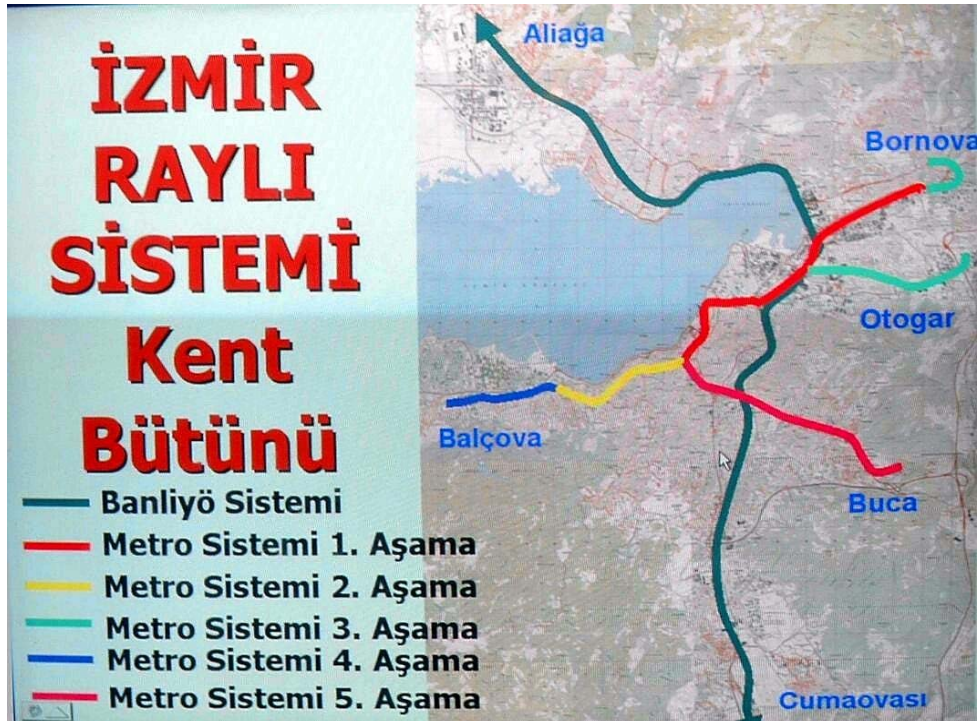 İZMİR
RAYLI
SİSTEMİ
Kent
Bütünü
Banliyö Sistemi
Metro Sistemi 1. Aşama
Metro Sistemi 2. Aşama
Metro Sistemi 3. Aşama
Metro Sistemi 4. Aşama
Metro Sistemi 5. Aşama
Aliağa
Bornova
Otogar
Balçova
Buca
Cumaovası